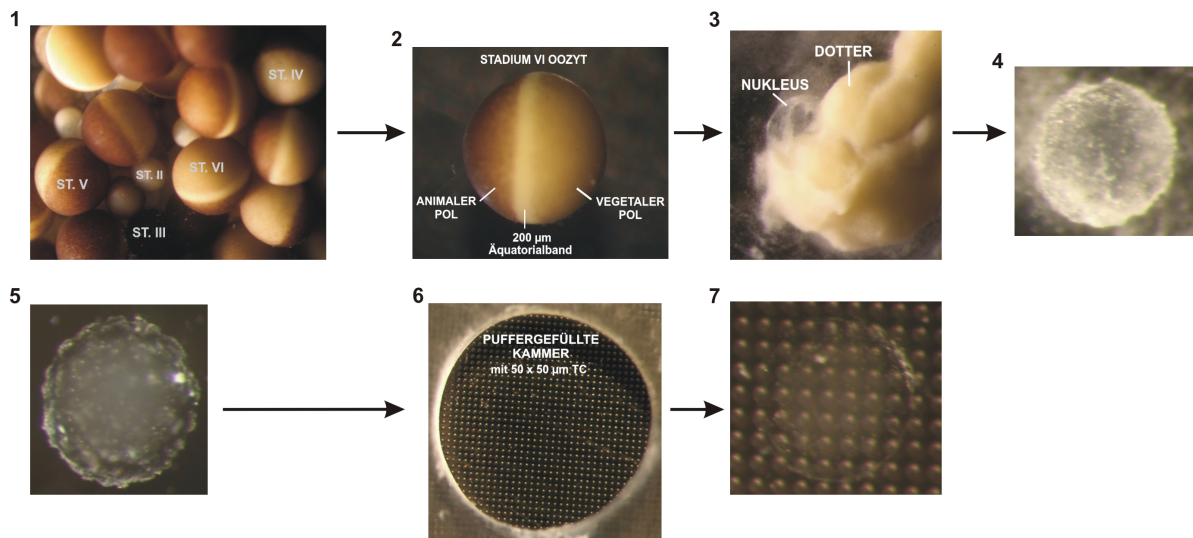 1
ST. IV
ST. VI
ST. II
ST. V
ST. III
2
STADIUM VI OOZYT
ANIMALER
POL
VEGETALER
POL
200 µm
Äquatorialband
3
DOTTER
NUKLEUS
4
5
6
PUFFERGEFÜLLTE
KAMMER
mit 50 x 50 µm TC
7